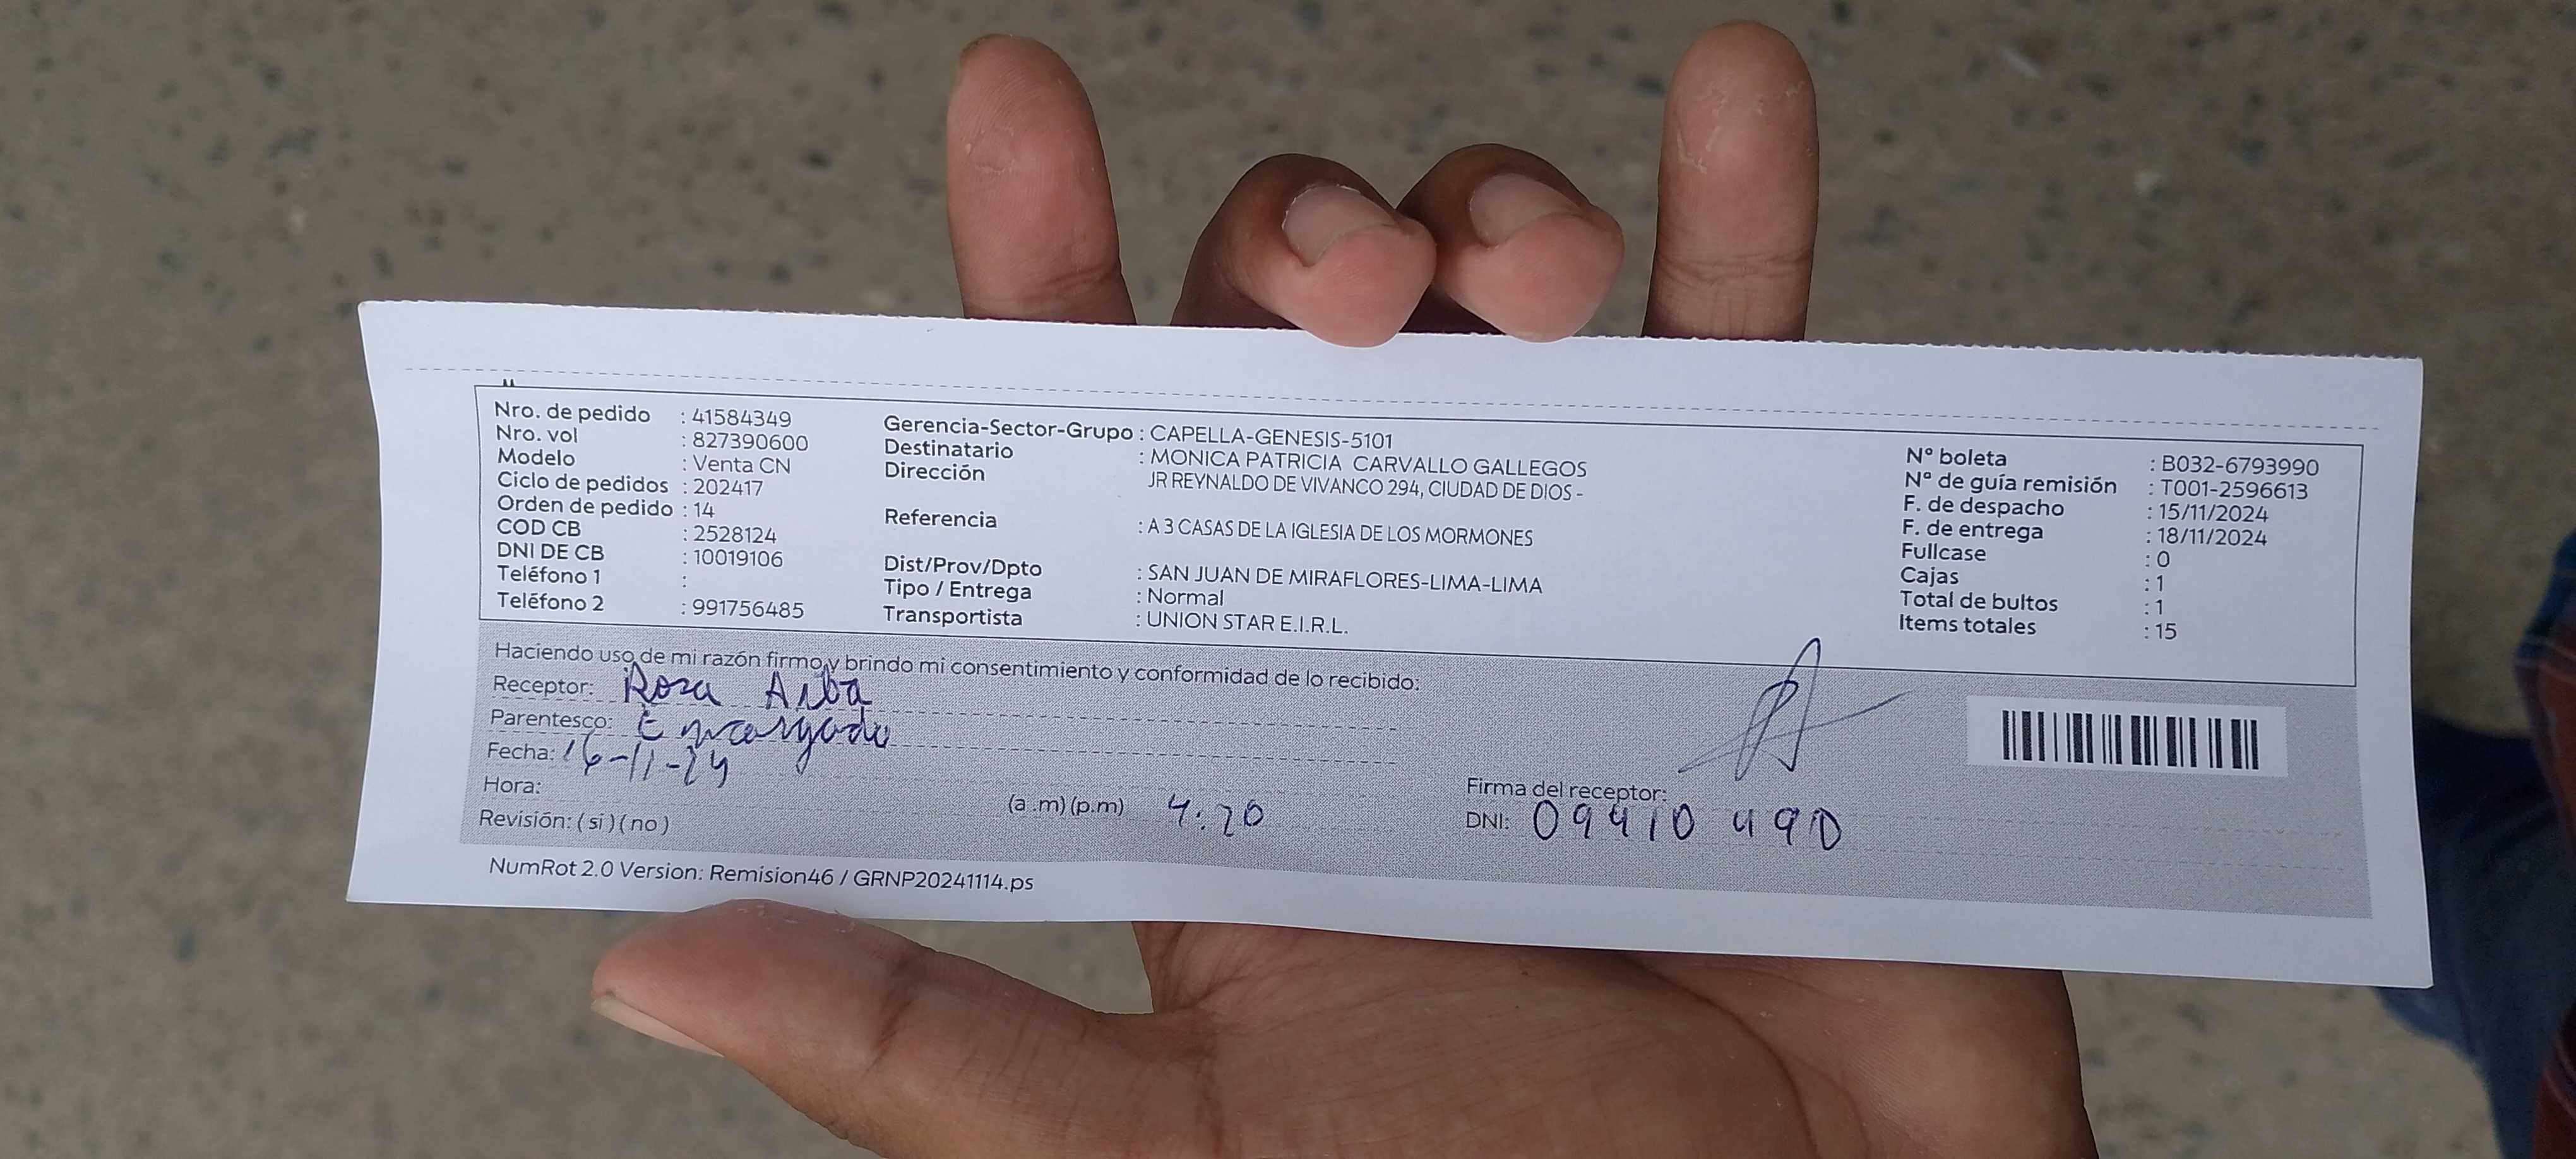 Nro. de pedido : 41584349
Nro. vol : 827390600
Modelo : Venta CN
Ciclo de pedidos : 202417
Orden de pedido : 14
COD CB : 2528124
DNI DE CB : 10019106
Teléfono 1 :
Teléfono 2 : 991756485
Gerencia-Sector-Grupo : CAPELLA-GENESIS-5101
Destinatario : MONICA PATRICIA CARVALLO GALLEGOS
Dirección JR REYNALDO DE VIVANCO 294, CIUDAD DE DIOS -
Referencia : A 3 CASAS DE LA IGLESIA DE LOS MORMONES
Dist/Prov/Dpto : SAN JUAN DE MIRAFLORES-LIMA-LIMA
Tipo / Entrega : Normal
Transportista : UNION STAR E.I.R.L.
N° boleta : B032-6793990
N° de guía remisión : T001-2596613
F. de despacho : 15/11/2024
F. de entrega : 18/11/2024
Fullcase : 0
Cajas : 1
Total de bultos : 1
Items totales : 15
Haciendo uso de mi razón firmo y brindo mi consentimiento y conformidad de lo recibido:
Receptor: Rosa
Parentesco: Encargado
Fecha: 16-11-24
Hora: (a .m) (p.m) 4:20
Revisión: ( si ) ( no )
Firma del receptor:
DNI: 09410490
NumRot 2.0 Version: Remision46 / GRNP20241114.ps